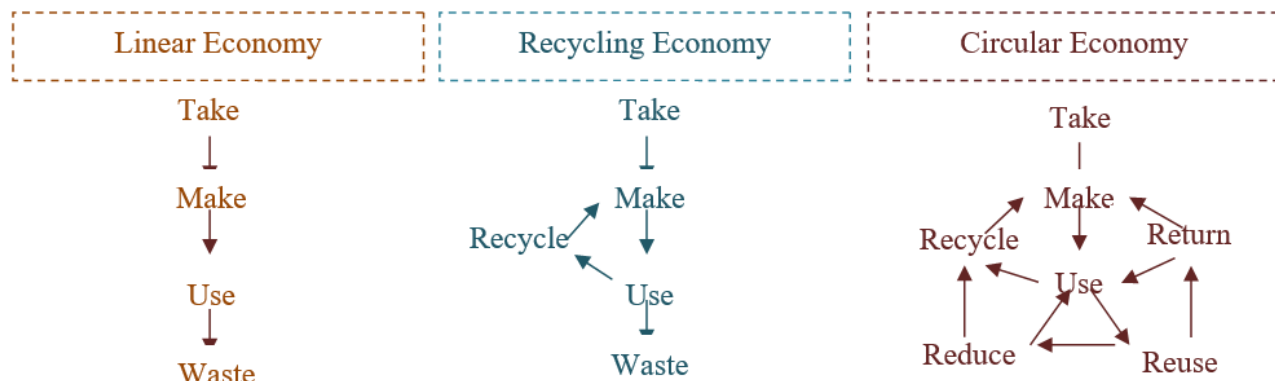 Linear Economy
Take
Make
Use
Waste
Recycling Economy
Take
Make
Recycle
Use
Waste
Circular Economy
Take
Make
Recycle
Return
Use
Reduce
Reuse